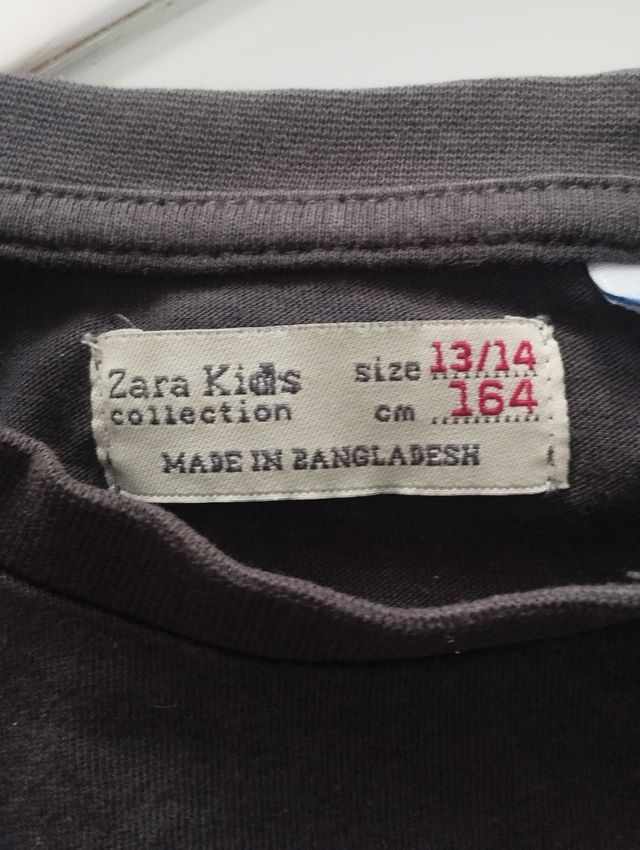 Zara Kids size 13/14
collection cm 164
MADE IN BANGLADESH